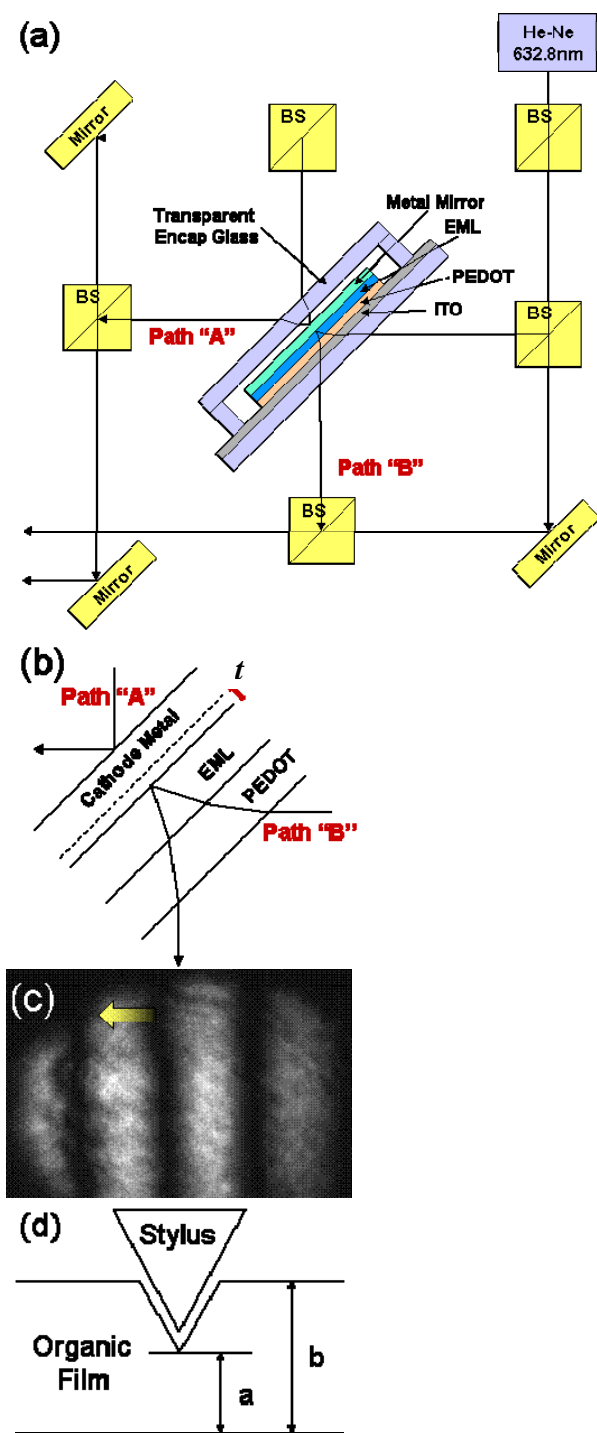 (a)
He-Ne
632.8nm
Mirror
BS
BS
Metal Mirror
Transparent
Encap Glass
EML
PEDOT
ITO
BS
Path "A"
BS
Path "B"
BS
Mirror
Mirror
(b)
t
Path "A"
Cathode Metal
EML
PEDOT
Path "B"
(c)
(d)
Stylus
Organic
Film
b
a